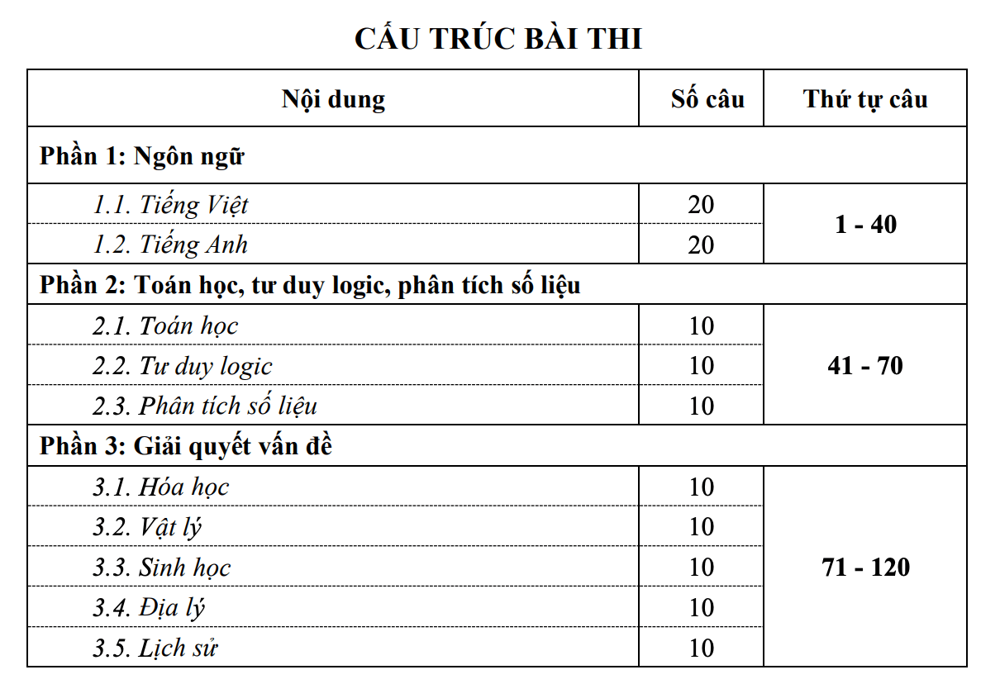 CẤU TRÚC BÀI THI
Nội dung Số câu Thứ tự câu
Phần 1: Ngôn ngữ
1.1. Tiếng Việt 20
1 - 40
1.2. Tiếng Anh 20
Phần 2: Toán học, tư duy logic, phân tích số liệu
2.1. Toán học 10
2.2. Tư duy logic 10 41 - 70
2.3. Phân tích số liệu 10
Phần 3: Giải quyết vấn đề
3.1. Hóa học 10
3.2. Vật lý 10
3.3. Sinh học 10 71 - 120
3.4. Địa lý 10
3.5. Lịch sử 10